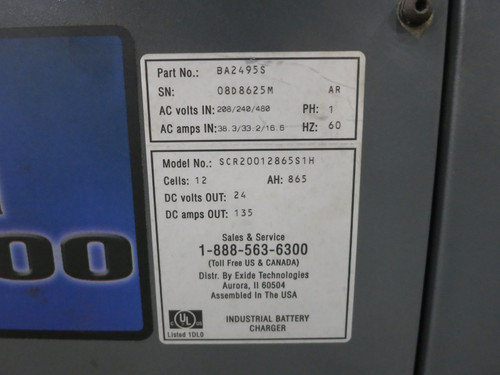 Part No.: BA2495S
SN: 08D8625M AR
AC volts IN: 208/240/480 PH: 1
AC amps IN: 38.3/33.2/16.6 HZ: 60
Model No.: SCR20012865S1H
Cells: 12 AH: 865
DC volts OUT: 24
DC amps OUT: 135
Sales & Service
1-888-563-6300
(Toll Free US & CANADA)
Distr. By Exide Technologies
Aurora, Il 60504
Assembled In The USA
UL
Listed 1DL0
INDUSTRIAL BATTERY
CHARGER
00